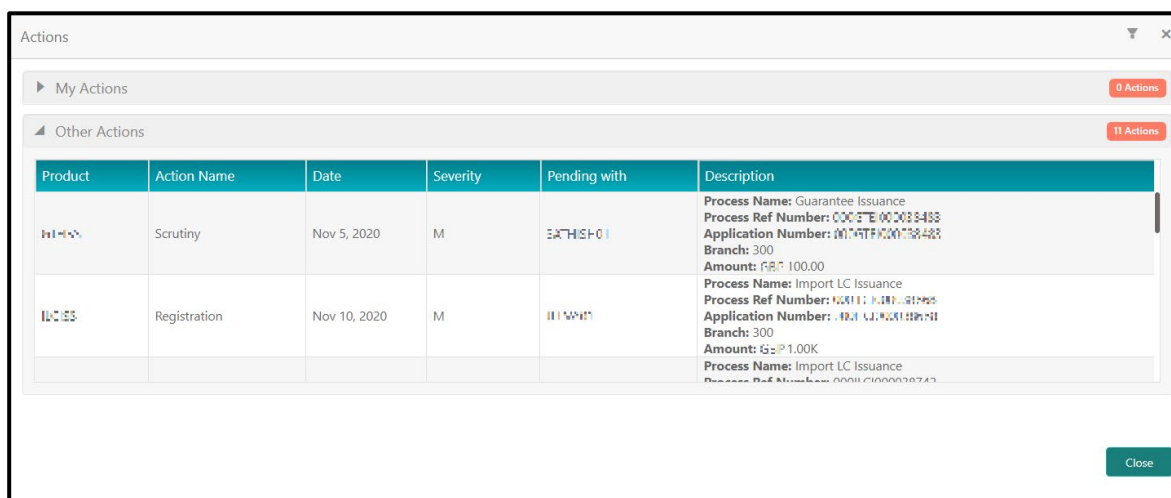 Actions
My Actions
0 Actions
Other Actions
11 Actions
Product Action Name Date Severity Pending with Description
Process Name: Guarantee Issuance
Process Ref Number:
Scrutiny Nov 5, 2020 M
Application Number:
Branch: 300
Amount: 100.00
Process Name: Import LC Issuance
Process Ref Number:
Registration Nov 10, 2020 M
Application Number:
Branch: 300
Amount: 1.00K
Process Name: Import LC Issuance
Process Ref Number:
Close